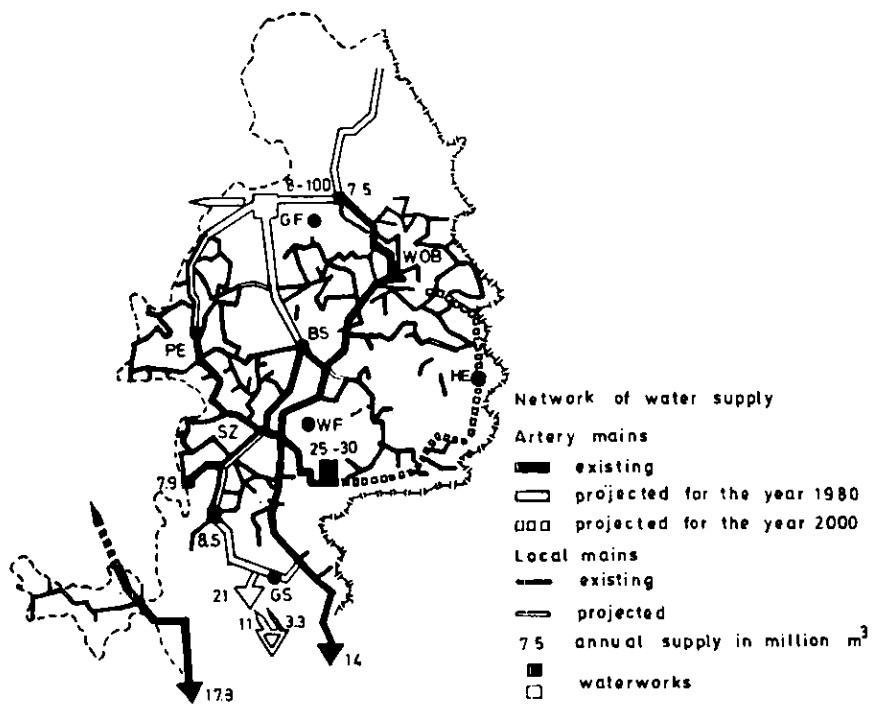 8-100
7.5
GF
WOB
BS
PE
HE
WF
SZ
25-30
7.9
8.5
GS
21
11
3.3
14
17.8
Network of water supply
Artery mains
existing
projected for the year 1980
projected for the year 2000
Local mains
existing
projected
7 5 annual supply in million m³
waterworks